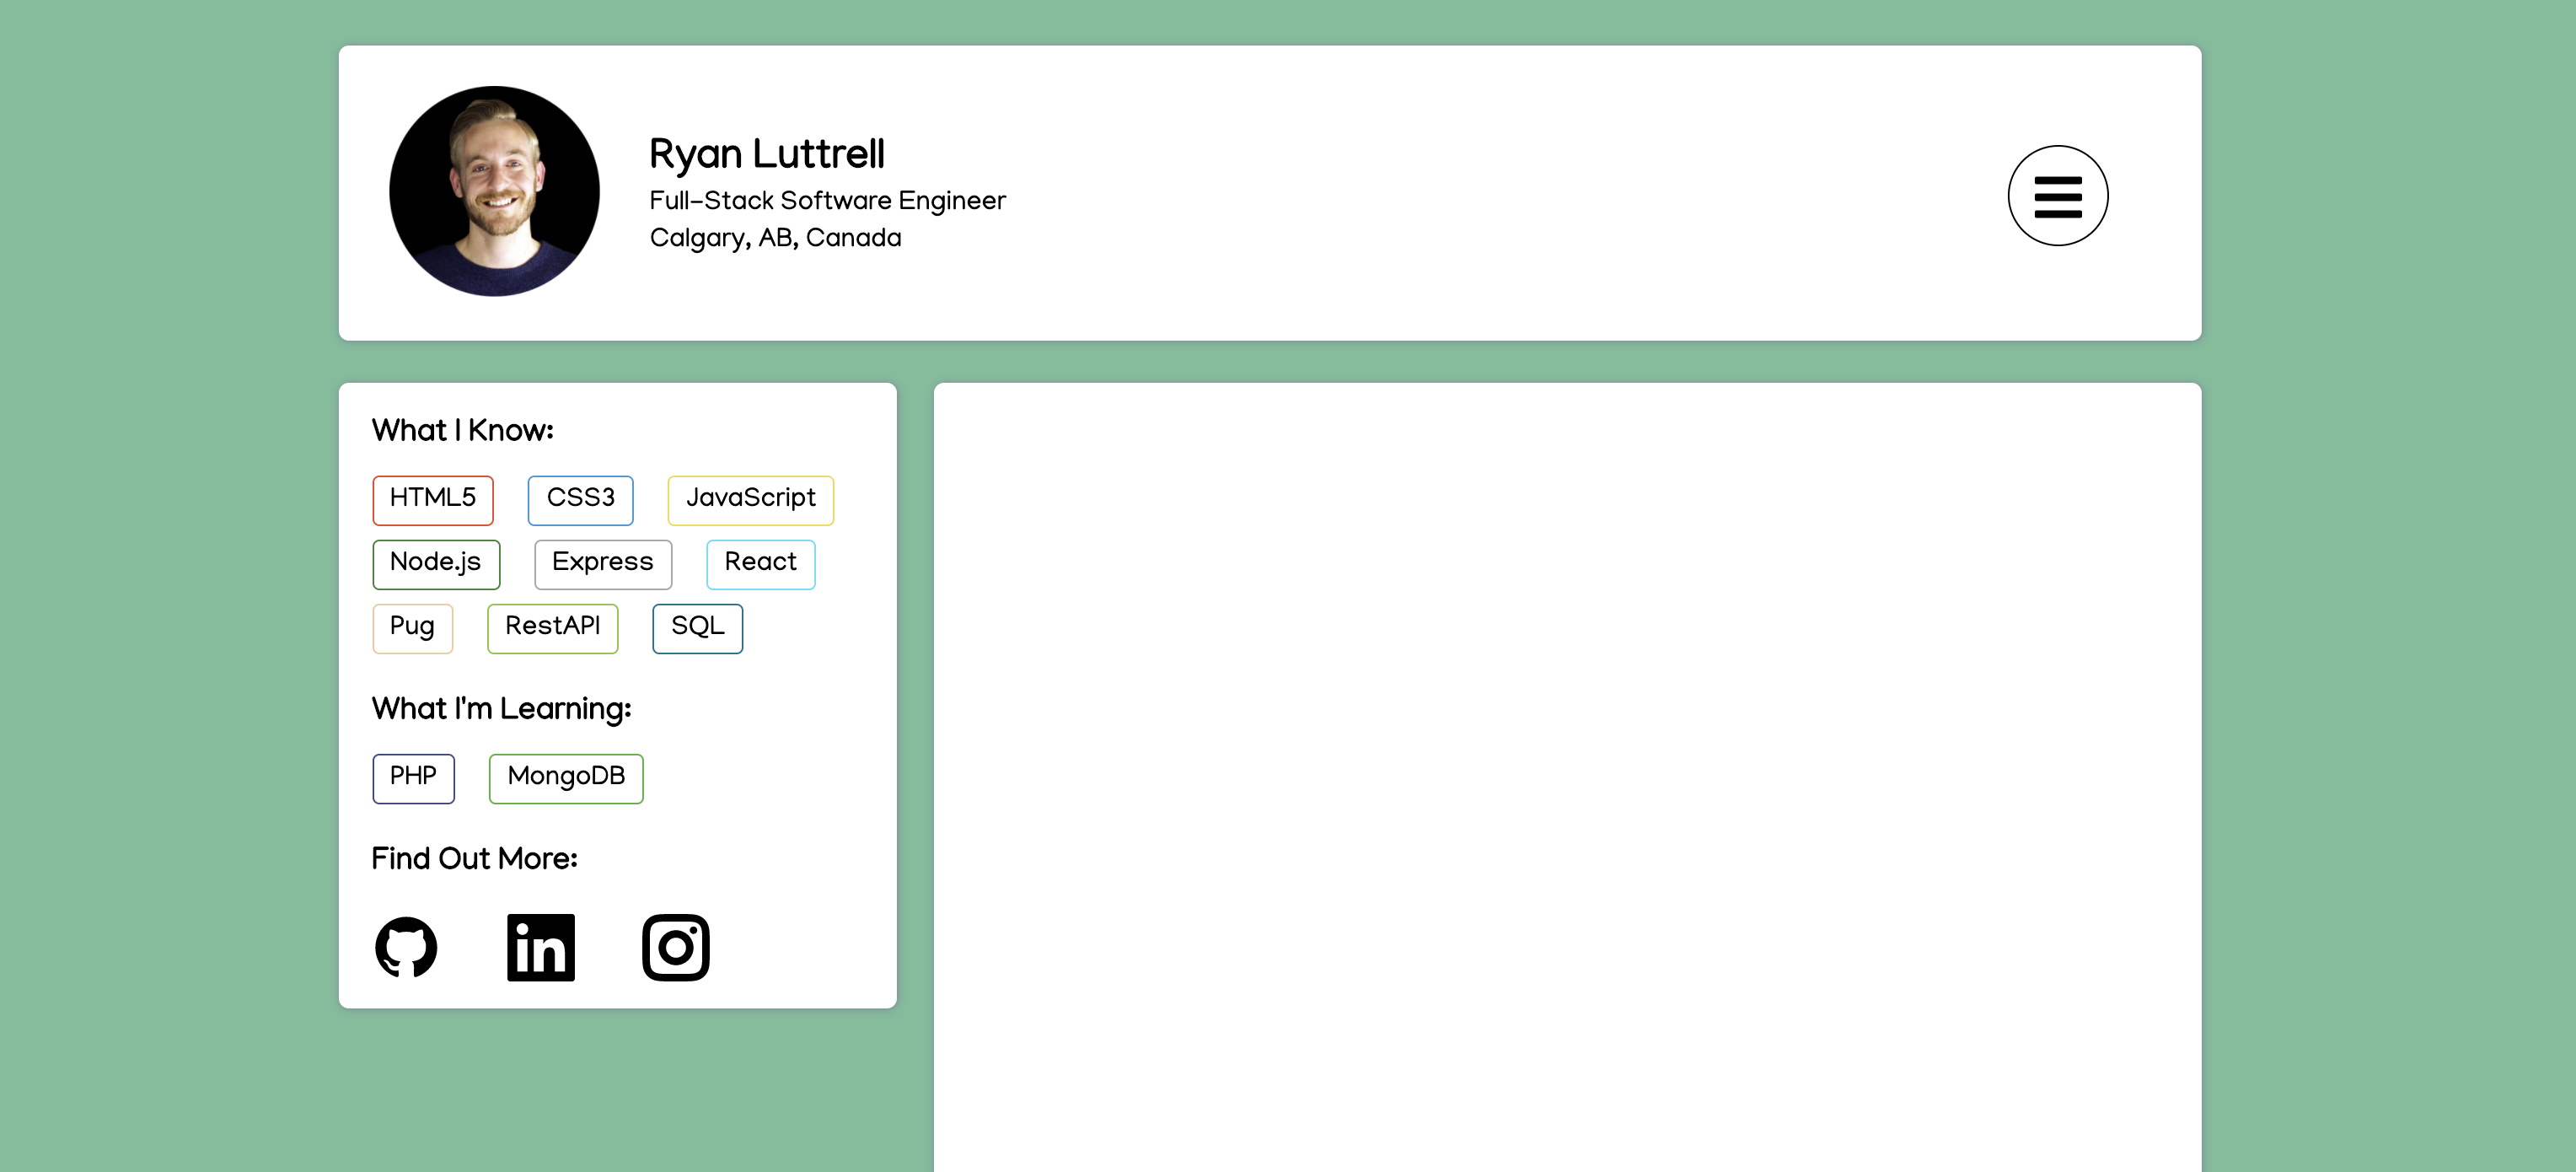 Ryan Luttrell
Full-Stack Software Engineer
Calgary, AB, Canada
What I Know:
HTML5 CSS3 JavaScript
Node.js Express React
Pug RestAPI SQL
What I'm Learning:
PHP MongoDB
Find Out More:
in